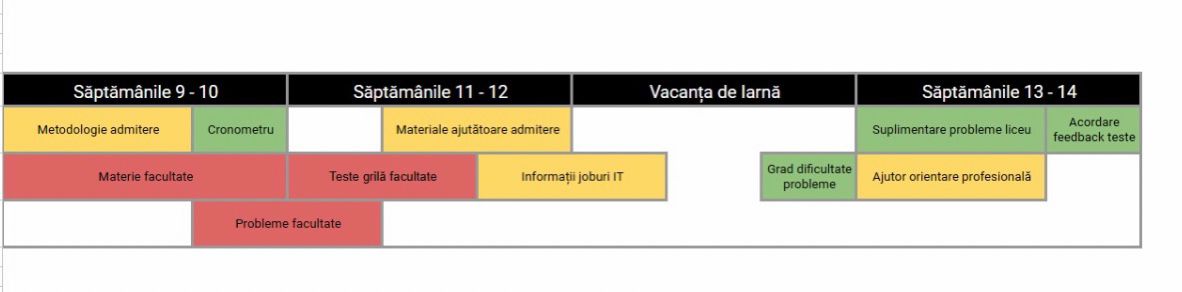 Săptămânile 9 - 10
Săptămânile 11 - 12
Vacanța de Iarnă
Săptămânile 13 - 14
Metodologie admitere
Cronometru
Materiale ajutătoare admitere
Suplimentare probleme liceu
Acordare
feedback teste
Materie facultate
Teste grilă facultate
Informații joburi IT
Grad dificultate
probleme
Ajutor orientare profesională
Probleme facultate